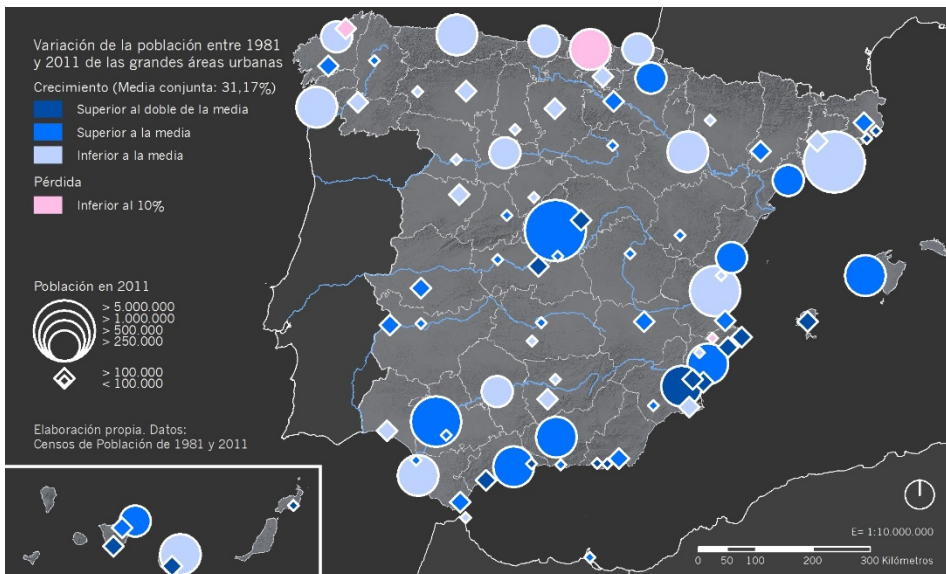 Variación de la población entre 1981
y 2011 de las grandes áreas urbanas
Crecimiento (Media conjunta: 31,17%)
Superior al doble de la media
Superior a la media
Inferior a la media
Pérdida
Inferior al 10%
Población en 2011
> 5.000.000
> 1.000.000
> 500.000
> 250.000
> 100.000
< 100.000
Elaboración propia. Datos:
Censos de Población de 1981 y 2011
E= 1:10.000.000
0 50 100 200 300 Kilómetros